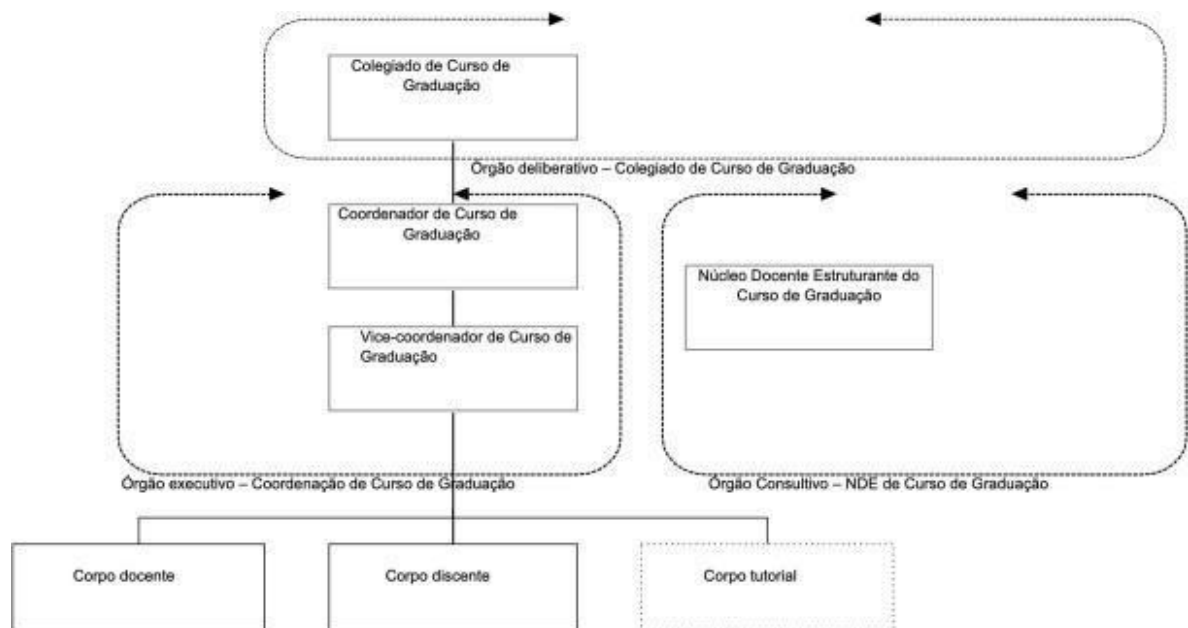 Colegiado de Curso de
Graduação
Órgão deliberativo – Colegiado de Curso de Graduação
Coordenador de Curso de
Graduação
Núcleo Docente Estruturante do
Curso de Graduação
Vice-coordenador de Curso de
Graduação
Órgão executivo – Coordenação de Curso de Graduação
Órgão Consultivo – NDE de Curso de Graduação
Corpo docente
Corpo discente
Corpo tutorial